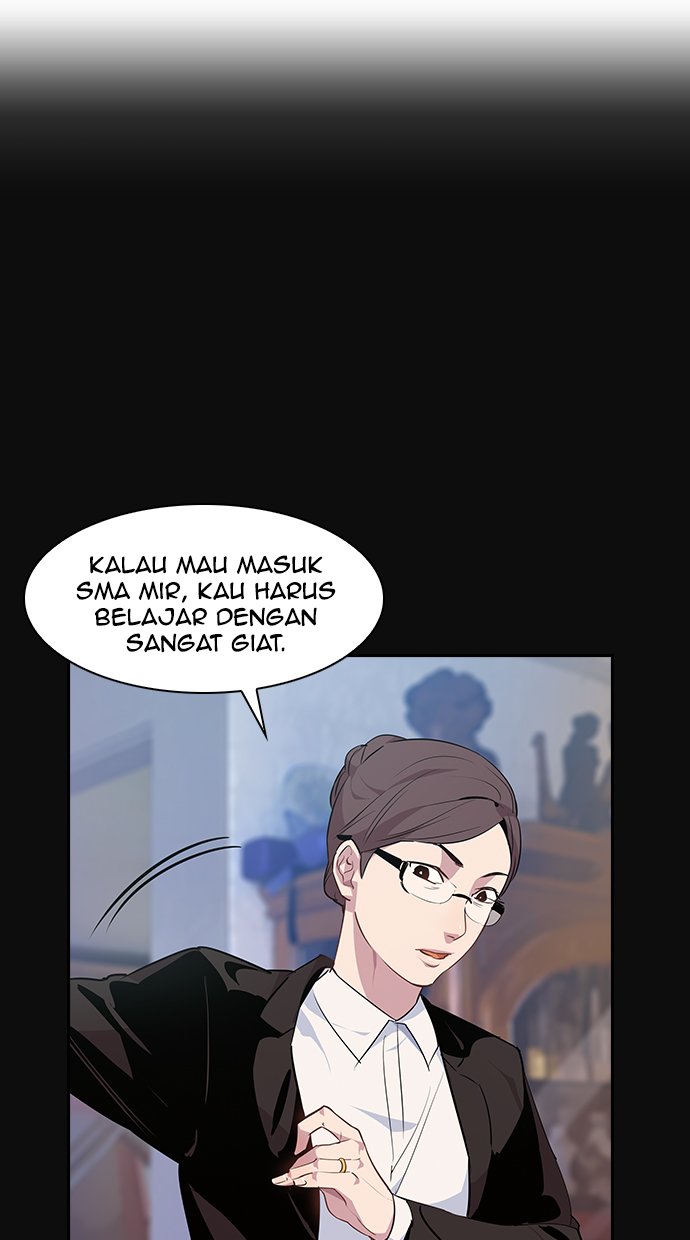 KALAU MAU MASUK
SMA MIR, KAU HARUS
BELAJAR DENGAN
SANGAT GIAT.